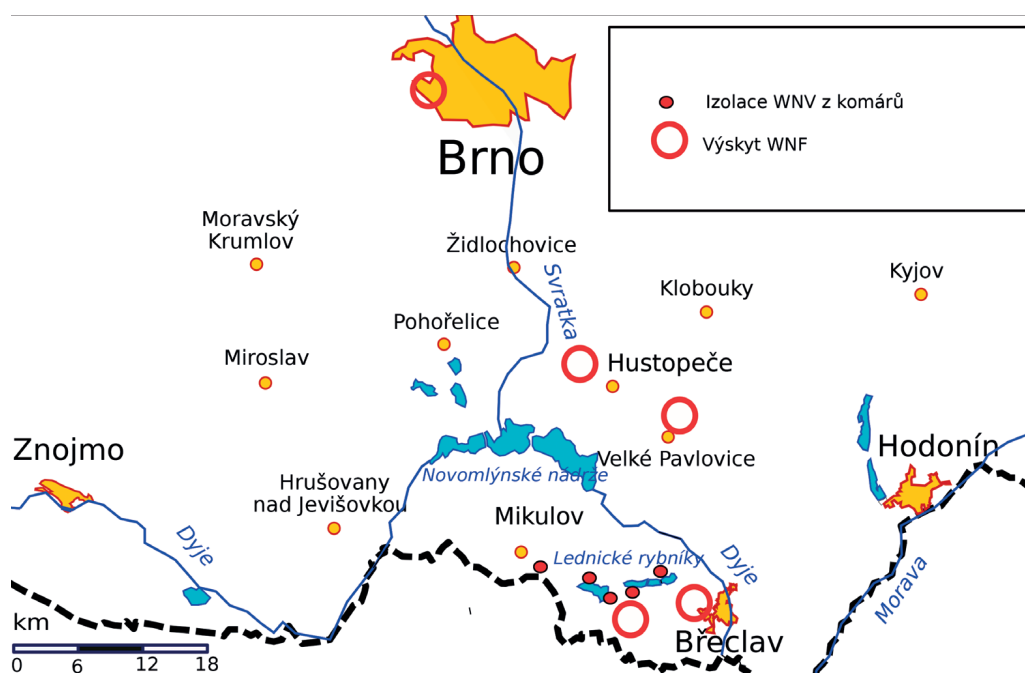 Izolace WNV z komárů
Výskyt WNF
Brno
Moravský
Krumlov
Židlochovice
Svratka
Klobouky
Kyjov
Pohořelice
Miroslav
Hustopeče
Znojmo
Hodonín
Velké Pavlovice
Novomlýnské nádrže
Hrušovany
nad Jevišovkou
Mikulov
Dyje
Lednické rybníky
Dyje
Morava
Břeclav
km
0 6 12 18